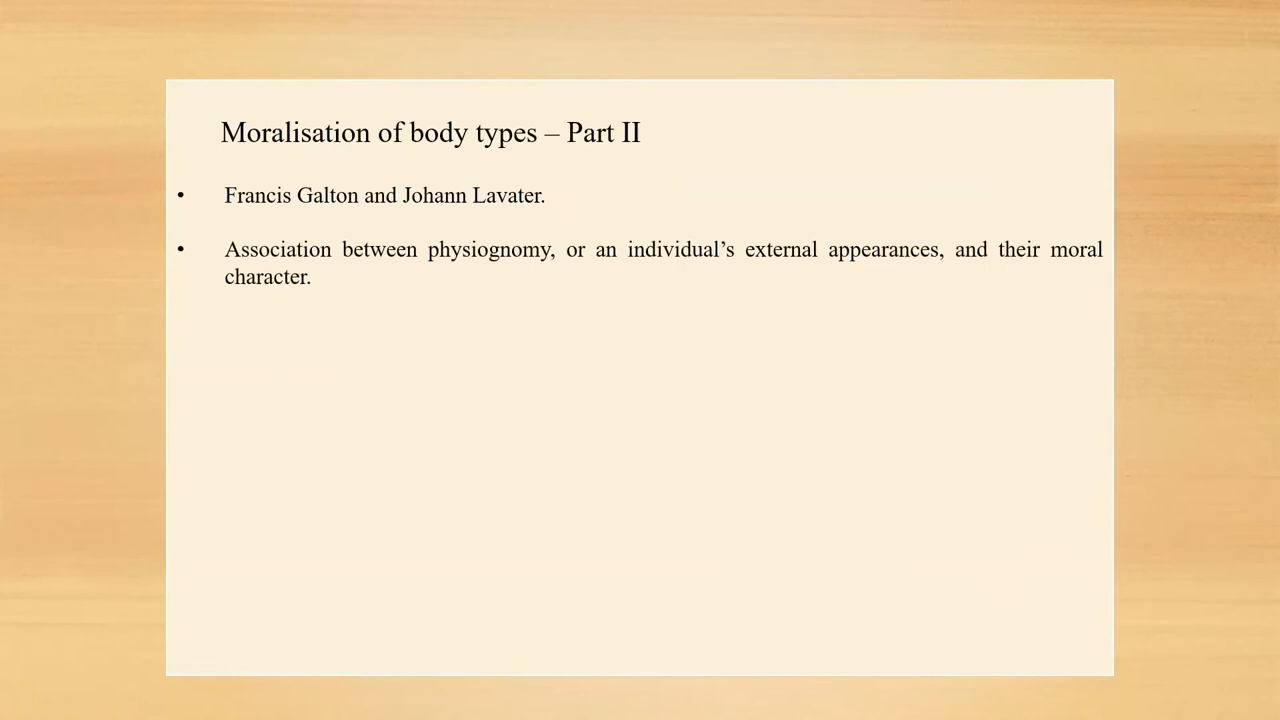 Moralisation of body types – Part II
• Francis Galton and Johann Lavater.
• Association between physiognomy, or an individual’s external appearances, and their moral
character.